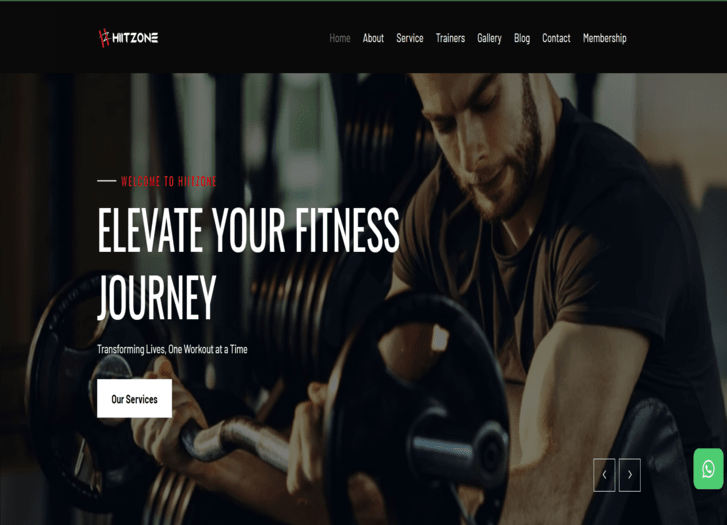 HIITZONE
Home About Service Trainers Gallery Blog Contact Membership
WELCOME TO HIITZONE
ELEVATE YOUR FITNESS
JOURNEY
Transforming Lives, One Workout at a Time
Our Services